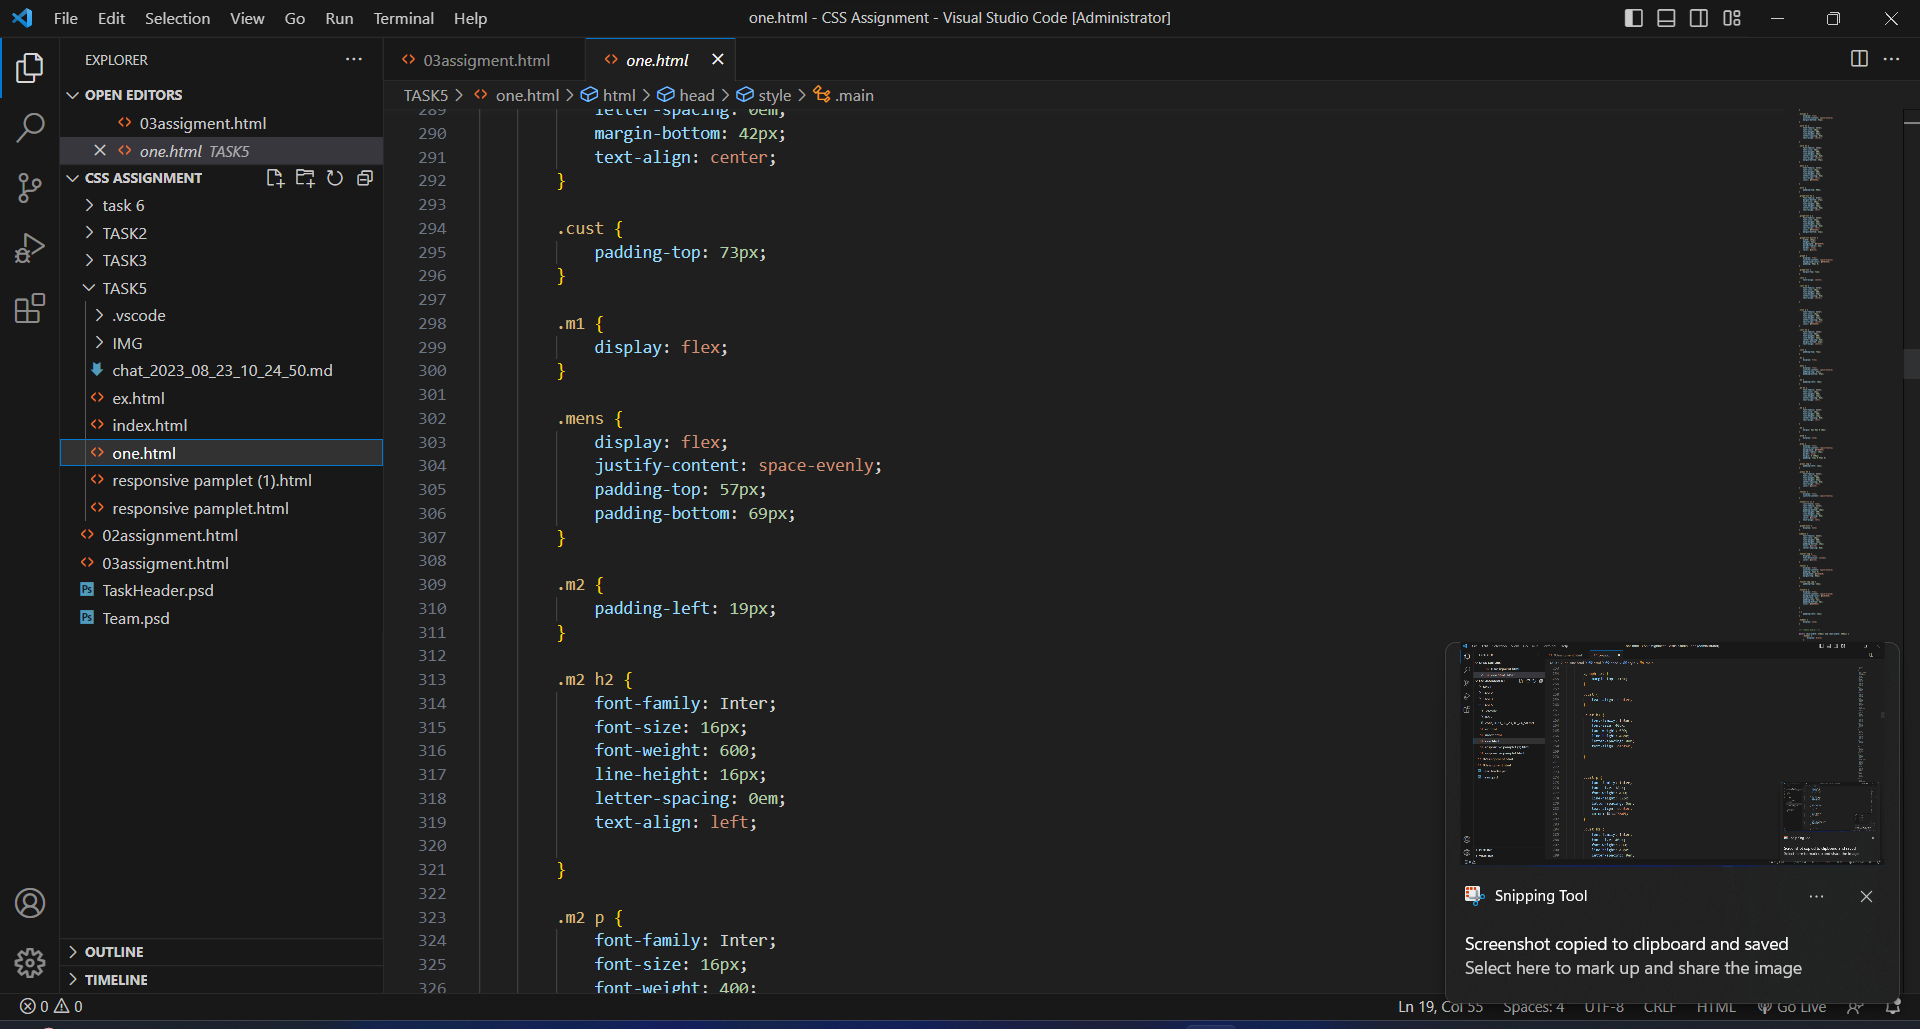 File Edit Selection View Go Run Terminal Help
one.html - CSS Assignment - Visual Studio Code [Administrator]
EXPLORER
OPEN EDITORS
03assigment.html
one.html TASK5
CSS ASSIGNMENT
task 6
TASK2
TASK3
TASK5
.vscode
IMG
chat_2023_08_23_10_24_50.md
ex.html
index.html
one.html
responsive pamplet (1).html
responsive pamplet.html
02assignment.html
03assigment.html
TaskHeader.psd
Team.psd
OUTLINE
TIMELINE
03assigment.html
one.html
TASK5 > one.html > html > head > style > .main
289 letter-spacing: 0em;
290 margin-bottom: 42px;
291 text-align: center;
292 }
293
294 .cust {
295 padding-top: 73px;
296 }
297
298 .m1 {
299 display: flex;
300 }
301
302 .mens {
303 display: flex;
304 justify-content: space-evenly;
305 padding-top: 57px;
306 padding-bottom: 69px;
307 }
308
309 .m2 {
310 padding-left: 19px;
311 }
312
313 .m2 h2 {
314 font-family: Inter;
315 font-size: 16px;
316 font-weight: 600;
317 line-height: 16px;
318 letter-spacing: 0em;
319 text-align: left;
320
321 }
322
323 .m2 p {
324 font-family: Inter;
325 font-size: 16px;
326 font-weight: 400;
Snipping Tool
Screenshot copied to clipboard and saved
Select here to mark up and share the image
0 0
Ln 19, Col 55 Spaces: 4 UTF-8 CRLF HTML Go Live